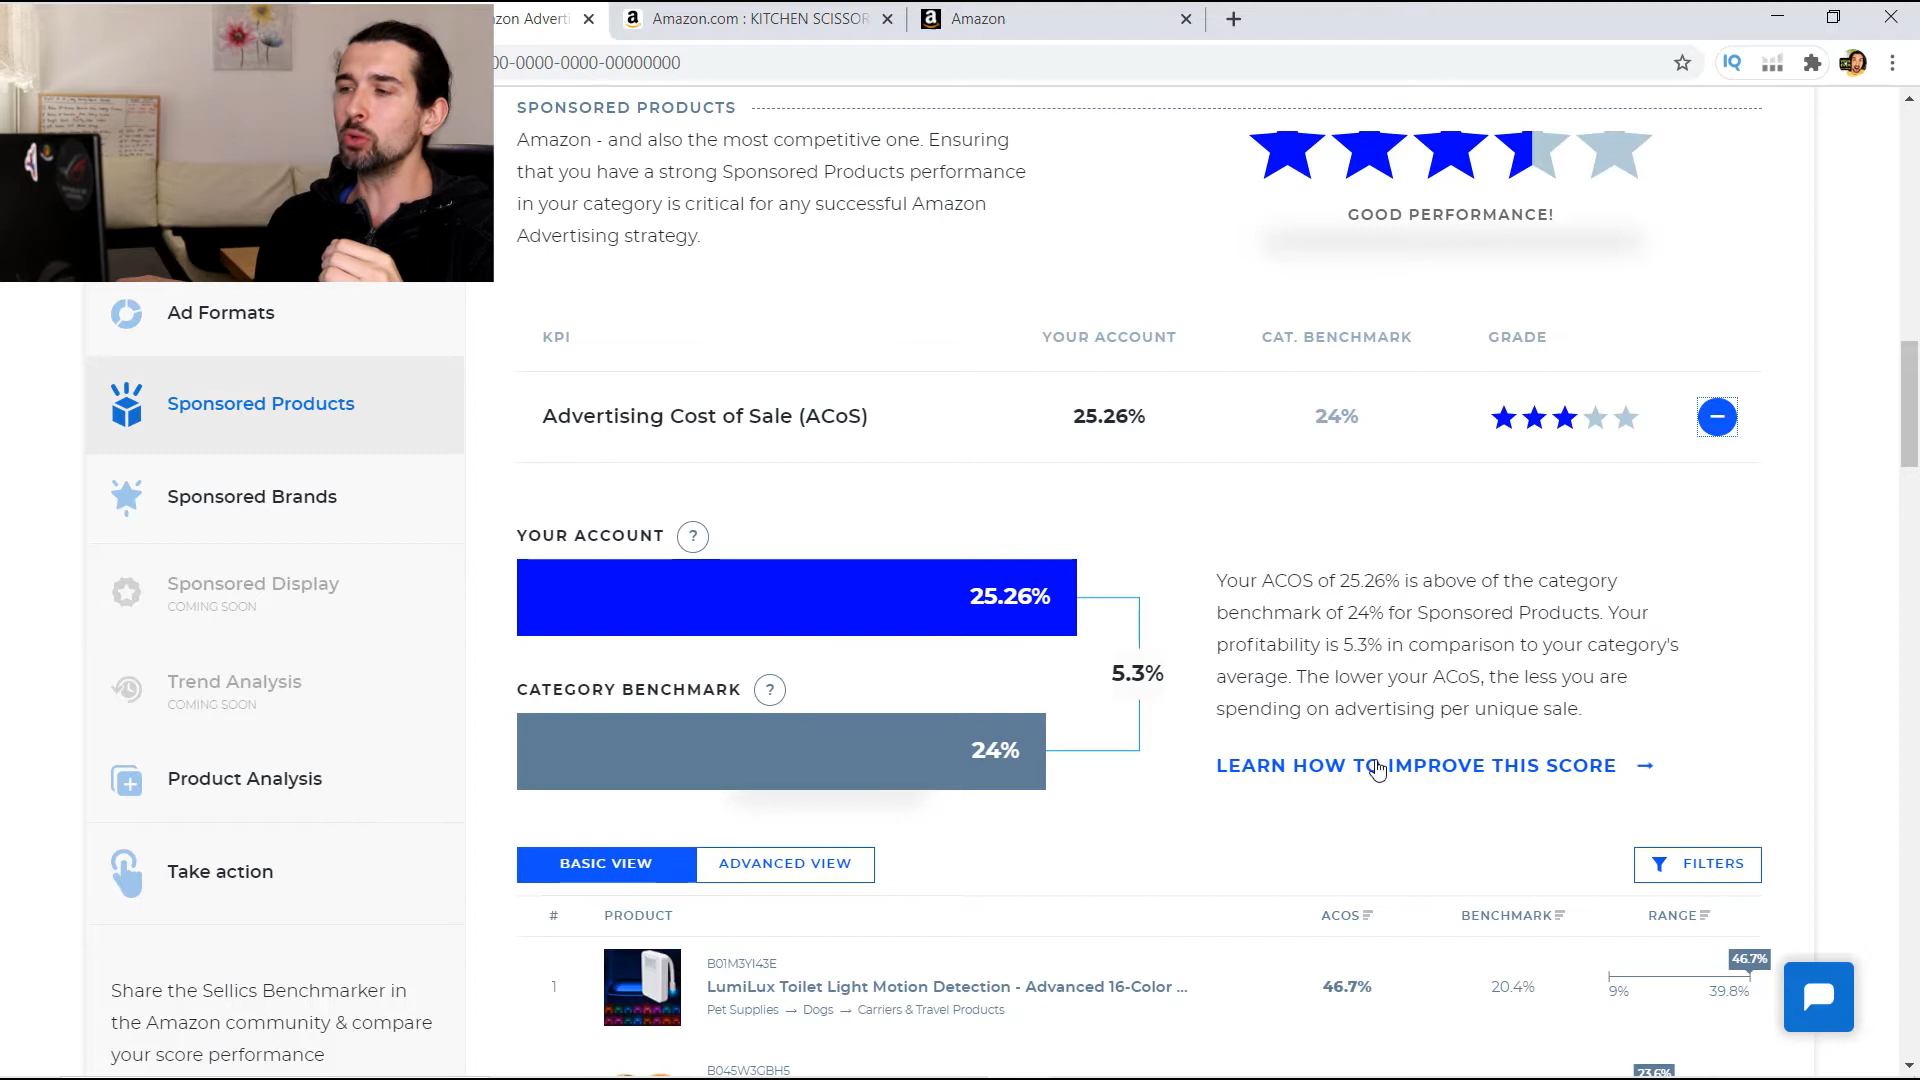 zon Adverti
Amazon.com : KITCHEN SCISSOR
Amazon
00-0000-0000-00000000
IQ
SPONSORED PRODUCTS
Amazon - and also the most competitive one. Ensuring
that you have a strong Sponsored Products performance
in your category is critical for any successful Amazon
Advertising strategy.
GOOD PERFORMANCE!
Ad Formats
Sponsored Products
Sponsored Brands
Sponsored Display
COMING SOON
Trend Analysis
COMING SOON
Product Analysis
Take action
Share the Sellics Benchmarker in
the Amazon community & compare
your score performance
KPI YOUR ACCOUNT CAT. BENCHMARK GRADE
Advertising Cost of Sale (ACoS) 25.26% 24%
YOUR ACCOUNT ?
25.26%
5.3%
CATEGORY BENCHMARK ?
24%
Your ACOS of 25.26% is above of the category
benchmark of 24% for Sponsored Products. Your
profitability is 5.3% in comparison to your category's
average. The lower your ACoS, the less you are
spending on advertising per unique sale.
LEARN HOW TO IMPROVE THIS SCORE →
BASIC VIEW ADVANCED VIEW FILTERS
# PRODUCT ACOS BENCHMARK RANGE
B01M3YI43E
1 LumiLux Toilet Light Motion Detection - Advanced 16-Color ... 46.7% 20.4%
Pet Supplies → Dogs → Carriers & Travel Products
46.7%
9% 39.8%
B045W3GBH5
23.6%